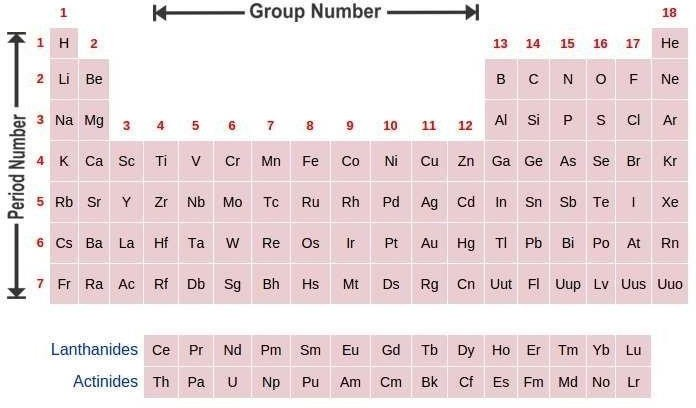 1 Group Number 18
1 H 2 13 14 15 16 17 He
2 Li Be B C N O F Ne
3 Na Mg 3 4 5 6 7 8 9 10 11 12 Al Si P S Cl Ar
4 K Ca Sc Ti V Cr Mn Fe Co Ni Cu Zn Ga Ge As Se Br Kr
5 Rb Sr Y Zr Nb Mo Tc Ru Rh Pd Ag Cd In Sn Sb Te I Xe
6 Cs Ba La Hf Ta W Re Os Ir Pt Au Hg Tl Pb Bi Po At Rn
7 Fr Ra Ac Rf Db Sg Bh Hs Mt Ds Rg Cn Uut Fl Uup Lv Uus Uuo
Period Number
Lanthanides Ce Pr Nd Pm Sm Eu Gd Tb Dy Ho Er Tm Yb Lu
Actinides Th Pa U Np Pu Am Cm Bk Cf Es Fm Md No Lr